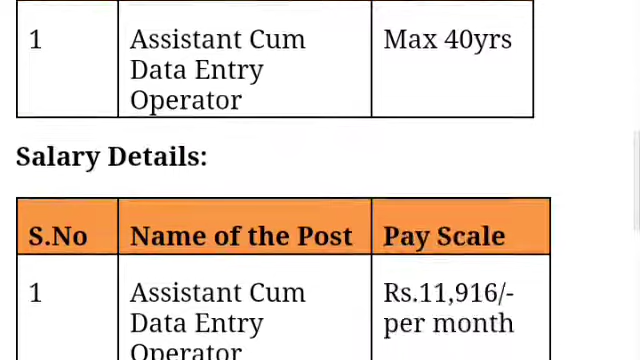 1 Assistant Cum Max 40yrs
Data Entry
Operator
Salary Details:
S.No Name of the Post Pay Scale
1 Assistant Cum Rs.11,916/-
Data Entry per month
Operator